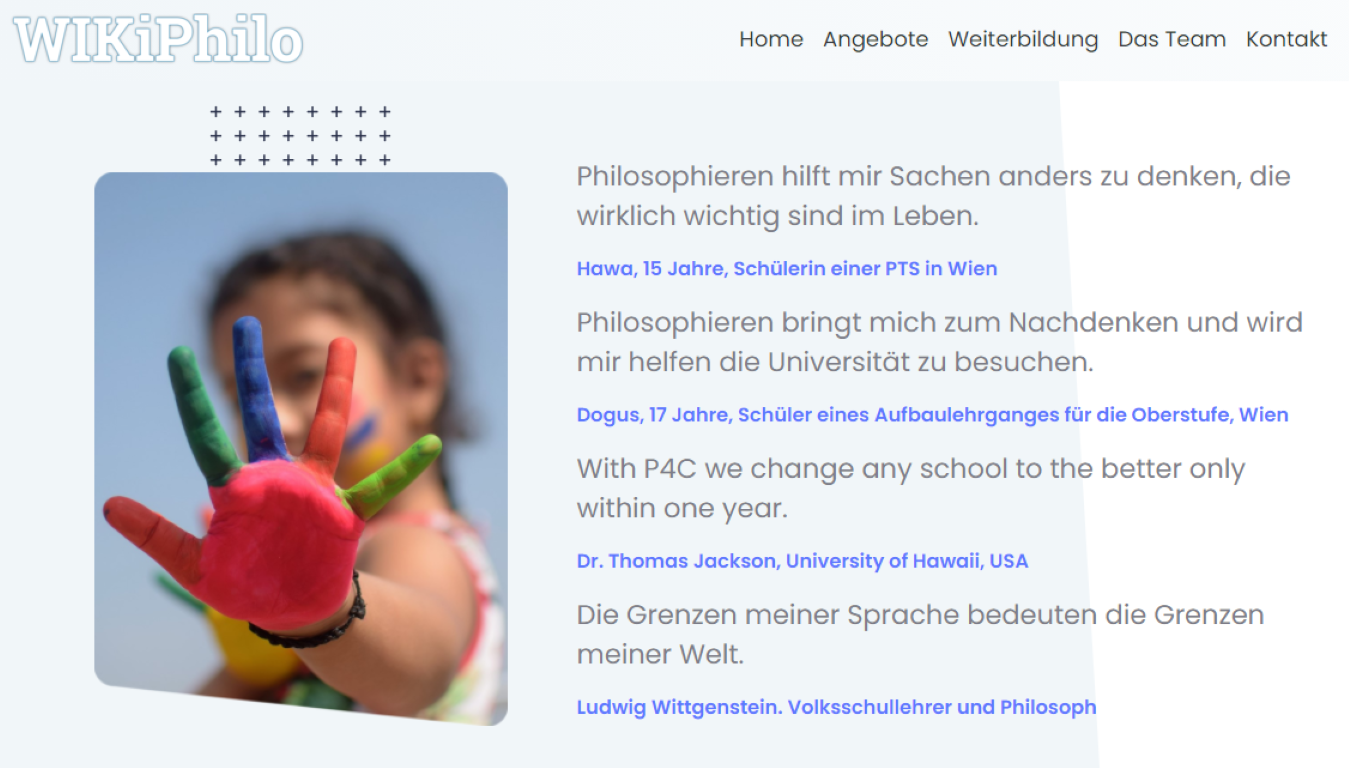 WIKiPhilo
Home Angebote Weiterbildung Das Team Kontakt
Philosophieren hilft mir Sachen anders zu denken, die
wirklich wichtig sind im Leben.
Hawa, 15 Jahre, Schülerin einer PTS in Wien
Philosophieren bringt mich zum Nachdenken und wird
mir helfen die Universität zu besuchen.
Dogus, 17 Jahre, Schüler eines Aufbaulehrganges für die Oberstufe, Wien
With P4C we change any school to the better only
within one year.
Dr. Thomas Jackson, University of Hawaii, USA
Die Grenzen meiner Sprache bedeuten die Grenzen
meiner Welt.
Ludwig Wittgenstein. Volksschullehrer und Philosoph